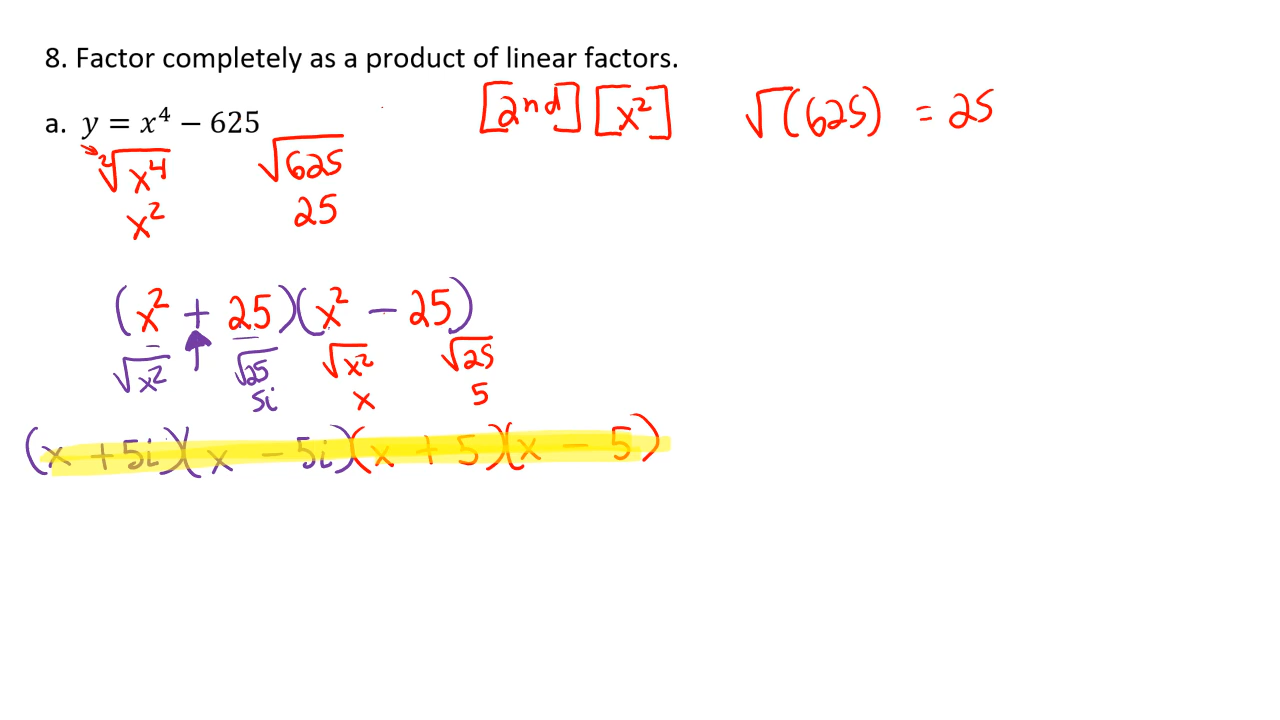 8. Factor completely as a product of linear factors.
[2nd] [x²] √(625) = 25
a. y = x⁴ − 625
²√x⁴ √625
x² 25
(x² + 25)(x² − 25)
√x² √25 √x² √25
5i x 5
(x + 5i)(x − 5i)(x + 5)(x − 5)